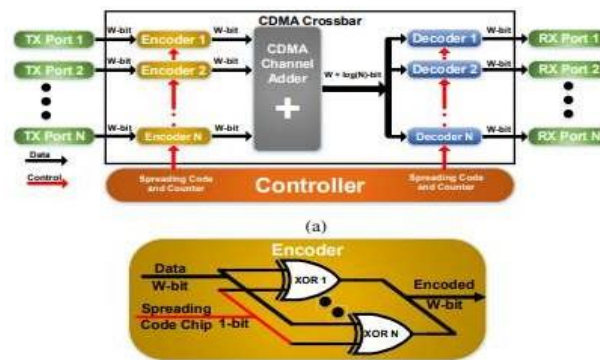 CDMA Crossbar
TX Port 1 W-bit Encoder 1 W-bit CDMA Channel Adder + W + log(N)-bit Decoder 1 W-bit RX Port 1
TX Port 2 W-bit Encoder 2 W-bit Decoder 2 W-bit RX Port 2
TX Port N W-bit Encoder N W-bit Decoder N W-bit RX Port N
Data
Control
Spreading Code and Counter Controller Spreading Code and Counter
(a)
Encoder
Data
W-bit
XOR 1
Encoded
W-bit
Spreading
Code Chip 1-bit
XOR N